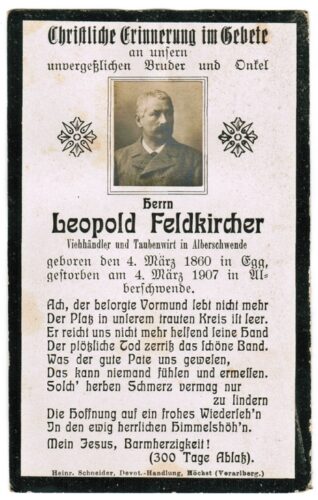 Christliche Erinnerung im Gebete
an unsern
unvergeßlichen Bruder und Onkel
Herrn
Leopold Feldkircher
Viehhändler und Taubenwirt in Alberschwende
geboren den 4. März 1860 in Egg,
gestorben am 4. März 1907 in Al-
berschwende.
Ach, der besorgte Vormund lebt nicht mehr
Der Platz in unserem trauten Kreis ist leer.
Er reicht uns nicht mehr helfend seine Hand
Der plötzliche Tod zerriß das schöne Band.
Was der gute Pate uns gewesen,
Das kann niemand fühlen und ermessen.
Solch' herben Schmerz vermag nur
zu lindern
Die Hoffnung auf ein frohes Wiederseh'n
In den ewig herrlichen Himmelshöh'n.
Mein Jesus, Barmherzigkeit!
(300 Tage Ablaß.)
Heinr. Schneider, Devot.-Handlung, Höchst (Vorarlberg.)